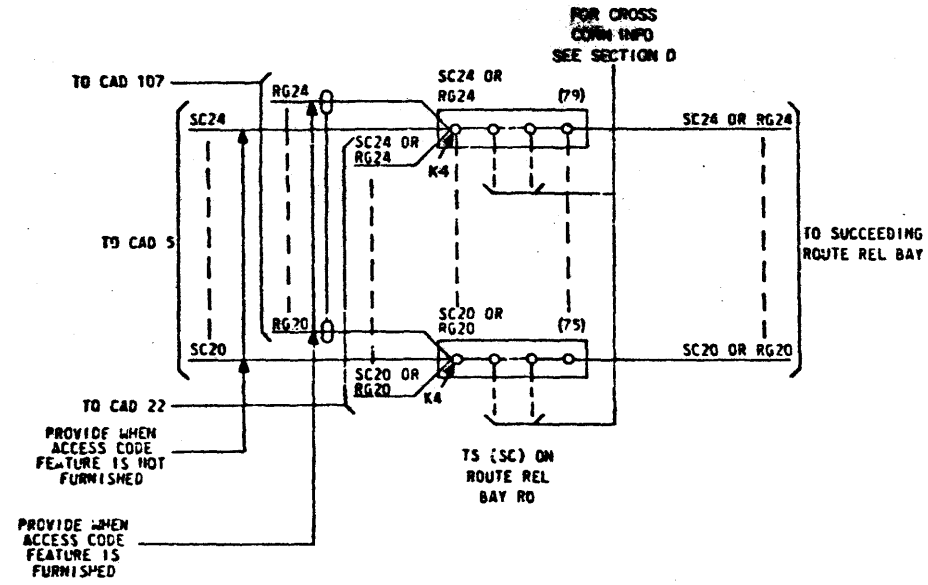 FOR CROSS
CONN INFO
SEE SECTION D
TO CAD 107
RG24
SC24 OR
RG24
(79)
SC24
SC24 OR
RG24
K4
SC24 OR RG24
TO CAD 5
TO SUCCEEDING
ROUTE REL BAY
RG20
SC20 OR
RG20
(75)
SC20
SC20 OR
RG20
K4
SC20 OR RG20
TO CAD 22
PROVIDE WHEN
ACCESS CODE
FEATURE IS NOT
FURNISHED
TS (SC) ON
ROUTE REL
BAY RO
PROVIDE WHEN
ACCESS CODE
FEATURE IS
FURNISHED